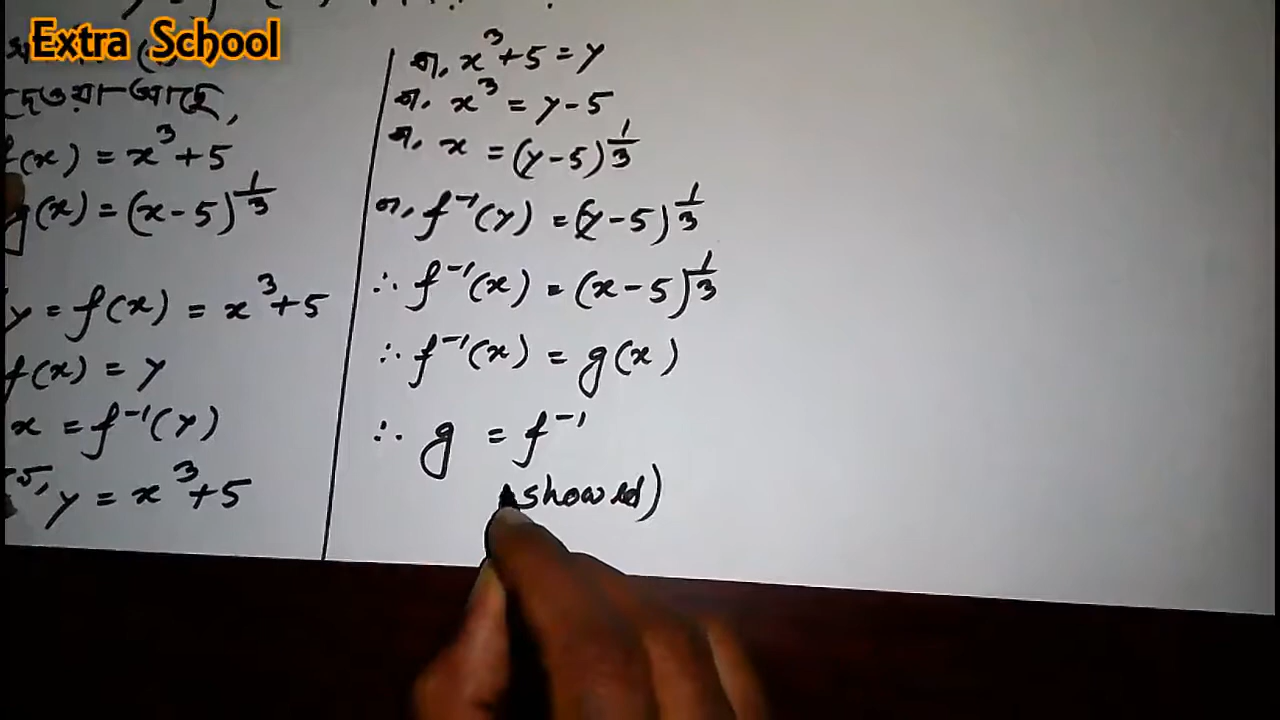 Extra School
দেওয়া আছে,
f(x) = x³+5
g(x) = (x-5)^1/3
y = f(x) = x³+5
f(x) = y
x = f⁻¹(y)
y = x³+5
বা, x³+5 = y
বা, x³ = y-5
বা, x = (y-5)^1/3
বা, f⁻¹(y) = (y-5)^1/3
∴ f⁻¹(x) = (x-5)^1/3
∴ f⁻¹(x) = g(x)
∴ g = f⁻¹
showed)